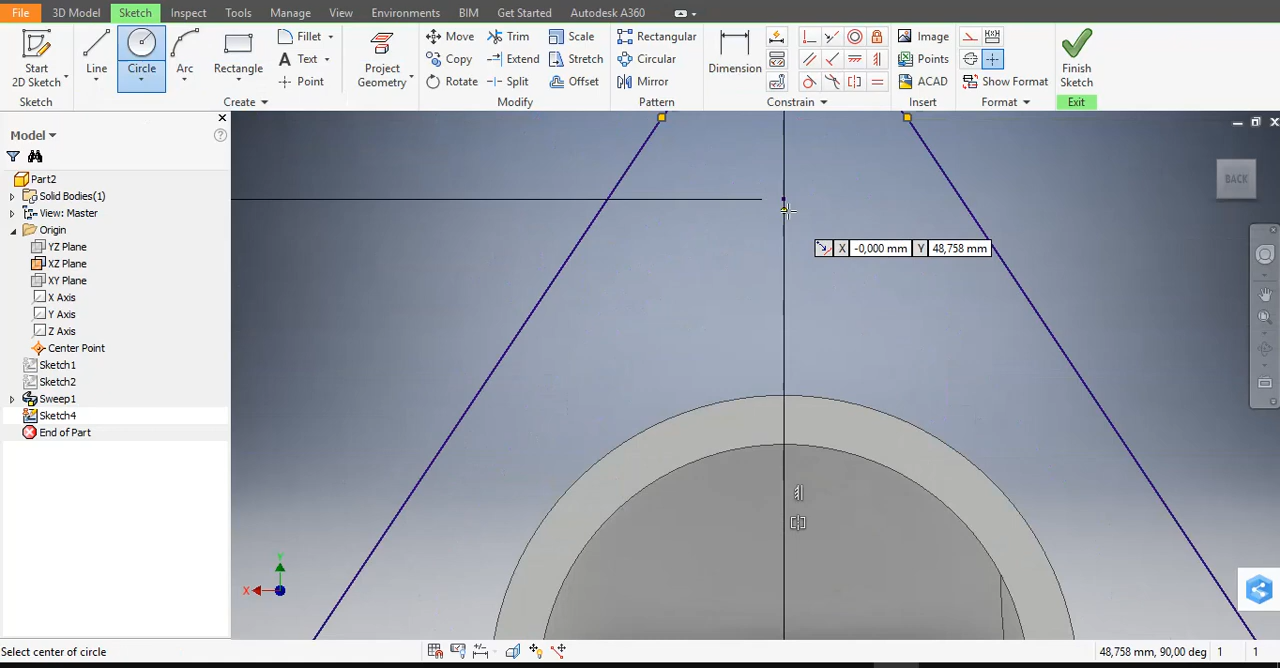 File 3D Model Sketch Inspect Tools Manage View Environments BIM Get Started Autodesk A360
Start 2D Sketch Line Circle Arc Rectangle Fillet Text Point Project Geometry Move Copy Rotate Trim Extend Split Scale Stretch Offset Rectangular Circular Mirror Dimension Image Points ACAD Show Format Finish Sketch
Sketch Create Modify Pattern Constrain Insert Format Exit
Model
BACK
Part2
Solid Bodies(1)
View: Master
Origin
YZ Plane
X -0,000 mm Y 48,758 mm
XZ Plane
XY Plane
X Axis
Y Axis
Z Axis
Center Point
Sketch1
Sketch2
Sweep1
Sketch4
End of Part
Y
X
Select center of circle 48,758 mm, 90,00 deg 1 1